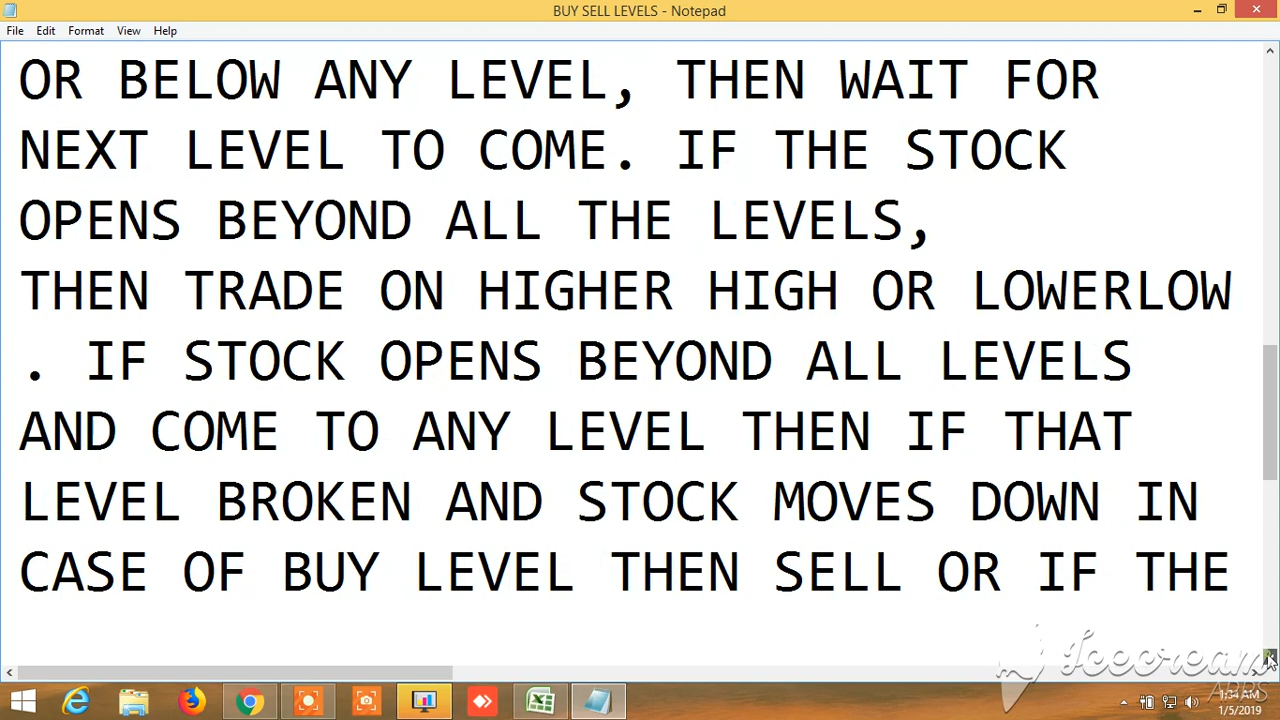 BUY SELL LEVELS - Notepad
File Edit Format View Help
OR BELOW ANY LEVEL, THEN WAIT FOR
NEXT LEVEL TO COME. IF THE STOCK
OPENS BEYOND ALL THE LEVELS,
THEN TRADE ON HIGHER HIGH OR LOWERLOW
. IF STOCK OPENS BEYOND ALL LEVELS
AND COME TO ANY LEVEL THEN IF THAT
LEVEL BROKEN AND STOCK MOVES DOWN IN
CASE OF BUY LEVEL THEN SELL OR IF THE
Icecream
APPS
1:34 AM
1/5/2019